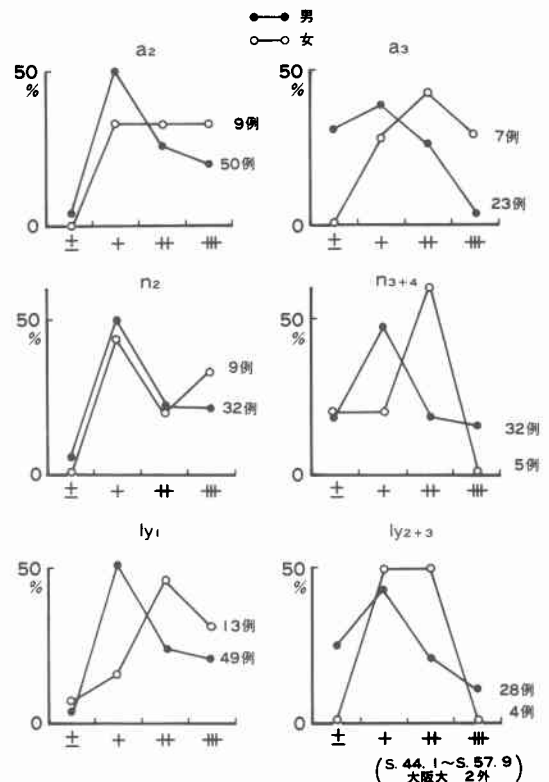 男
女
a2
50
%
0
± + ++ +++
9例
50例
a3
50
%
0
± + ++ +++
7例
23例
n2
50
%
0
± + ++ +++
9例
32例
n3+4
50
%
0
± + ++ +++
32例
5例
ly1
50
%
0
± + ++ +++
13例
49例
ly2+3
50
%
0
± + ++ +++
28例
4例
(S. 44. 1～S. 57. 9
大阪大 2外)